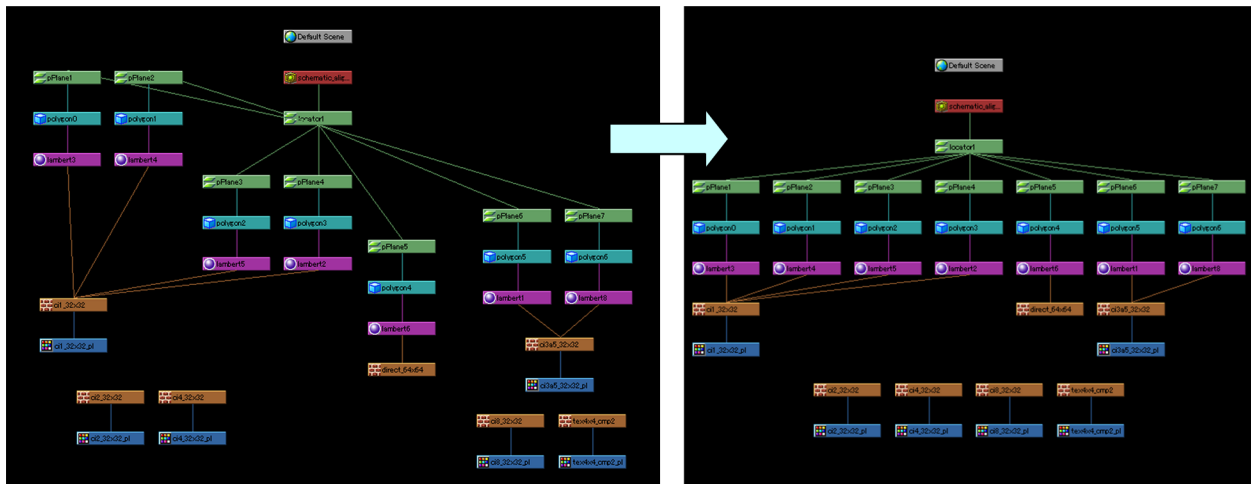 Default Scene
pPlane1 pPlane2 schematic_alig...
polygon0 polygon1 locator1
lambert3 lambert4
pPlane3 pPlane4
pPlane6 pPlane7
polygon2 polygon3
pPlane5
polygon5 polygon6
lambert5 lambert2
polygon4
lambert1 lambert8
ci1_32x32
lambert6
ci1_32x32_pl ci3a5_32x32
direct_64x64
ci3a5_32x32_pl
ci2_32x32 ci4_32x32
ci8_32x32 tex4x4_cmp2
ci2_32x32_pl ci4_32x32_pl
ci8_32x32_pl tex4x4_cmp2_pl
Default Scene
schematic_alig...
locator1
pPlane1 pPlane2 pPlane3 pPlane4 pPlane5 pPlane6 pPlane7
polygon0 polygon1 polygon2 polygon3 polygon4 polygon5 polygon6
lambert3 lambert4 lambert5 lambert2 lambert6 lambert1 lambert8
ci1_32x32 direct_64x64 ci3a5_32x32
ci1_32x32_pl ci3a5_32x32_pl
ci2_32x32 ci4_32x32 ci8_32x32 tex4x4_cmp2
ci2_32x32_pl ci4_32x32_pl ci8_32x32_pl tex4x4_cmp2_pl